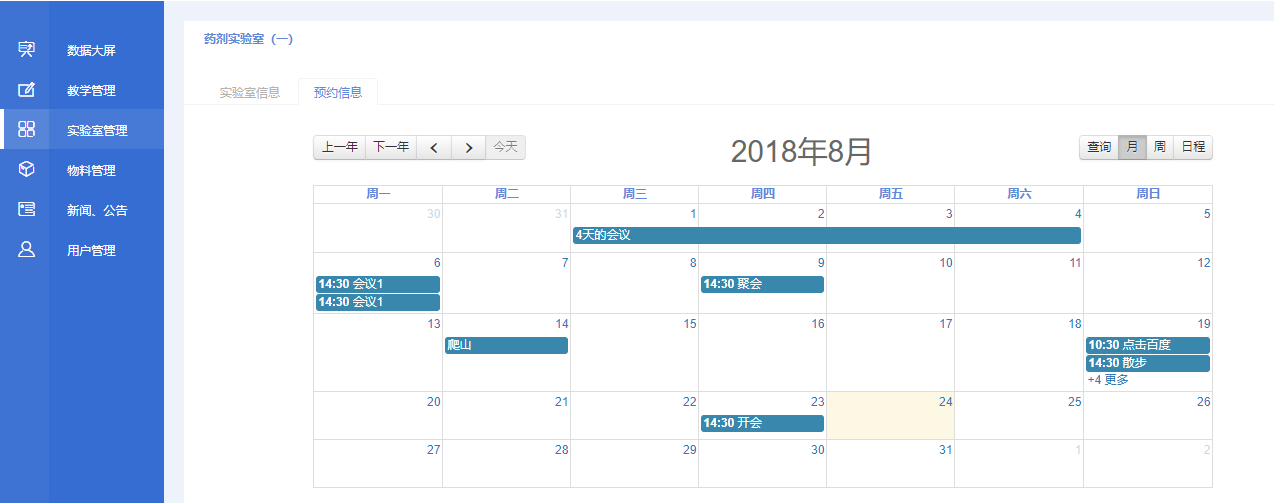 数据大屏
教学管理
实验室管理
物料管理
新闻、公告
用户管理
药剂实验室（一）
实验室信息 预约信息
上一年 下一年 今天
2018年8月
查询 月 周 日程
周一 周二 周三 周四 周五 周六 周日
30 31 1 2 3 4 5
4天的会议
6 7 8 9 10 11 12
14:30 会议1 14:30 聚会
14:30 会议1
13 14 15 16 17 18 19
爬山 10:30 点击百度
14:30 散步
+4 更多
20 21 22 23 24 25 26
14:30 开会
27 28 29 30 31 1 2